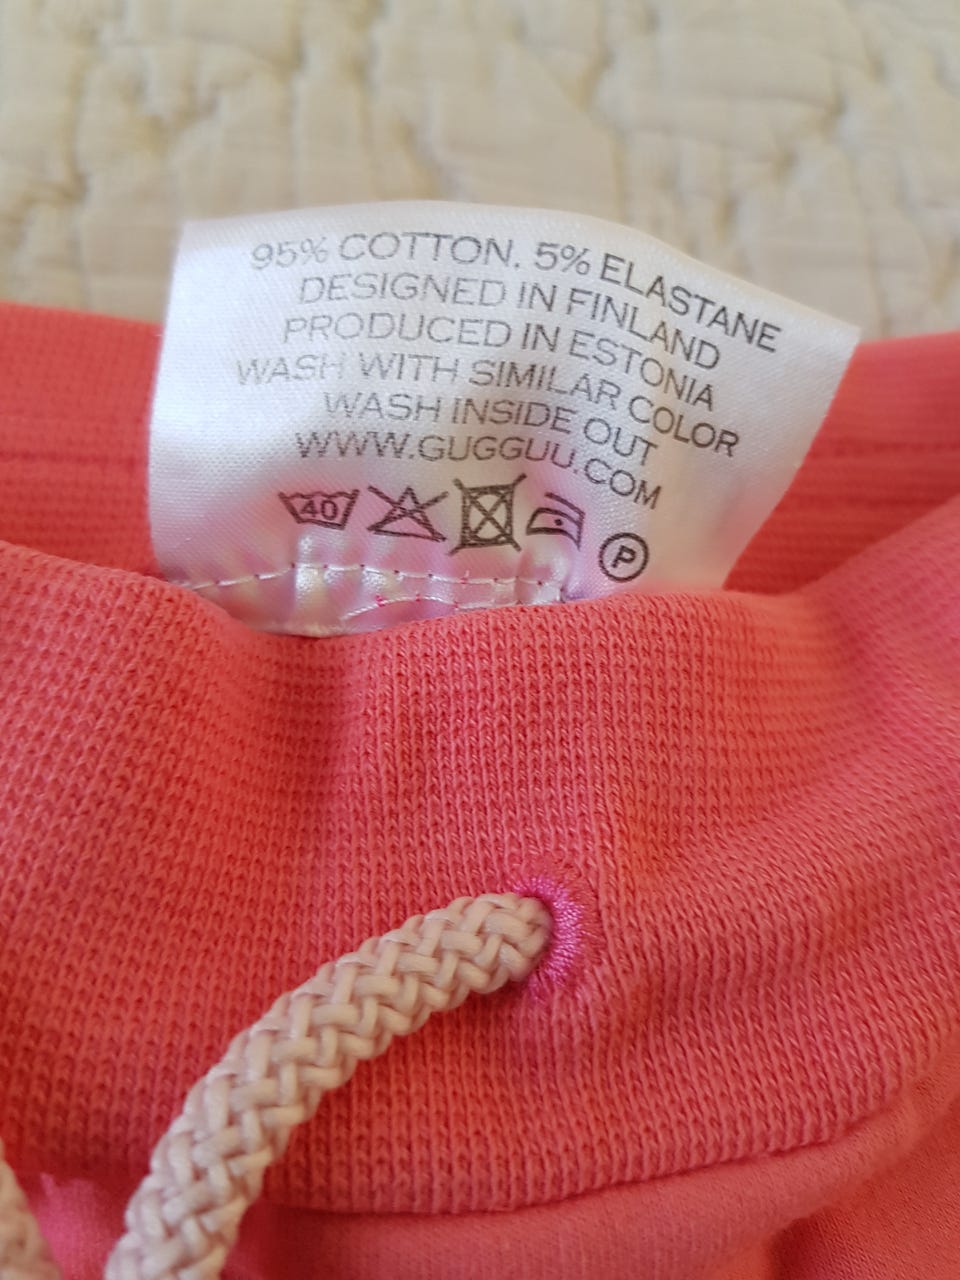 95% COTTON. 5% ELASTANE
DESIGNED IN FINLAND
PRODUCED IN ESTONIA
WASH WITH SIMILAR COLOR
WASH INSIDE OUT
WWW.GUGGUU.COM
40
P